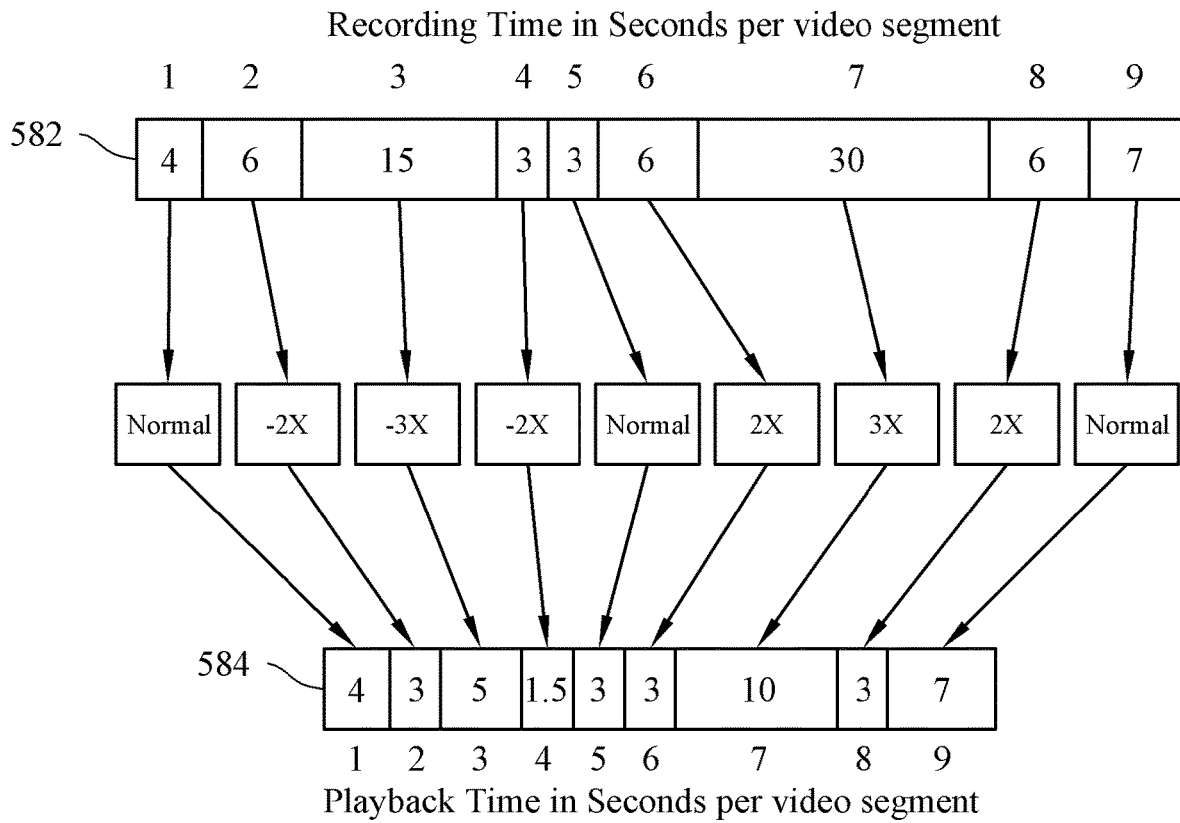 Recording Time in Seconds per video segment
1 2 3 4 5 6 7 8 9
582 4 6 15 3 3 6 30 6 7
Normal -2X -3X -2X Normal 2X 3X 2X Normal
584 4 3 5 1.5 3 3 10 3 7
1 2 3 4 5 6 7 8 9
Playback Time in Seconds per video segment